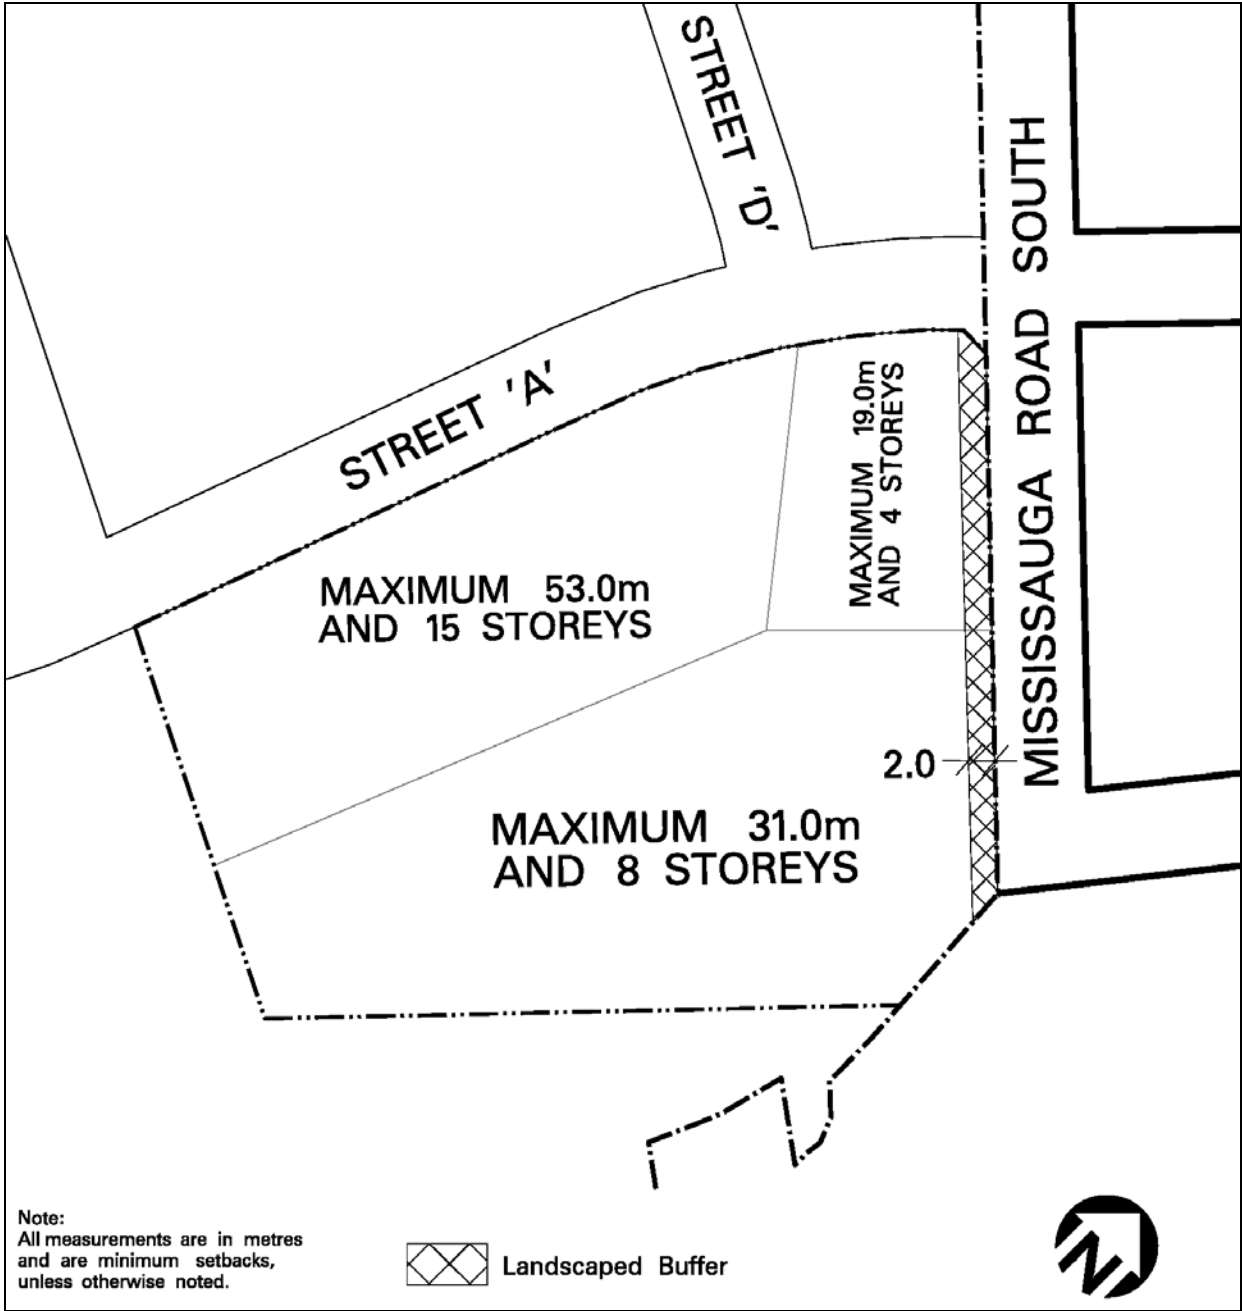 STREET 'D'
MISSISSAUGA ROAD SOUTH
STREET 'A'
MAXIMUM 19.0m
AND 4 STOREYS
MAXIMUM 53.0m
AND 15 STOREYS
2.0
MAXIMUM 31.0m
AND 8 STOREYS
Note:
All measurements are in metres
and are minimum setbacks,
unless otherwise noted.
Landscaped Buffer
N